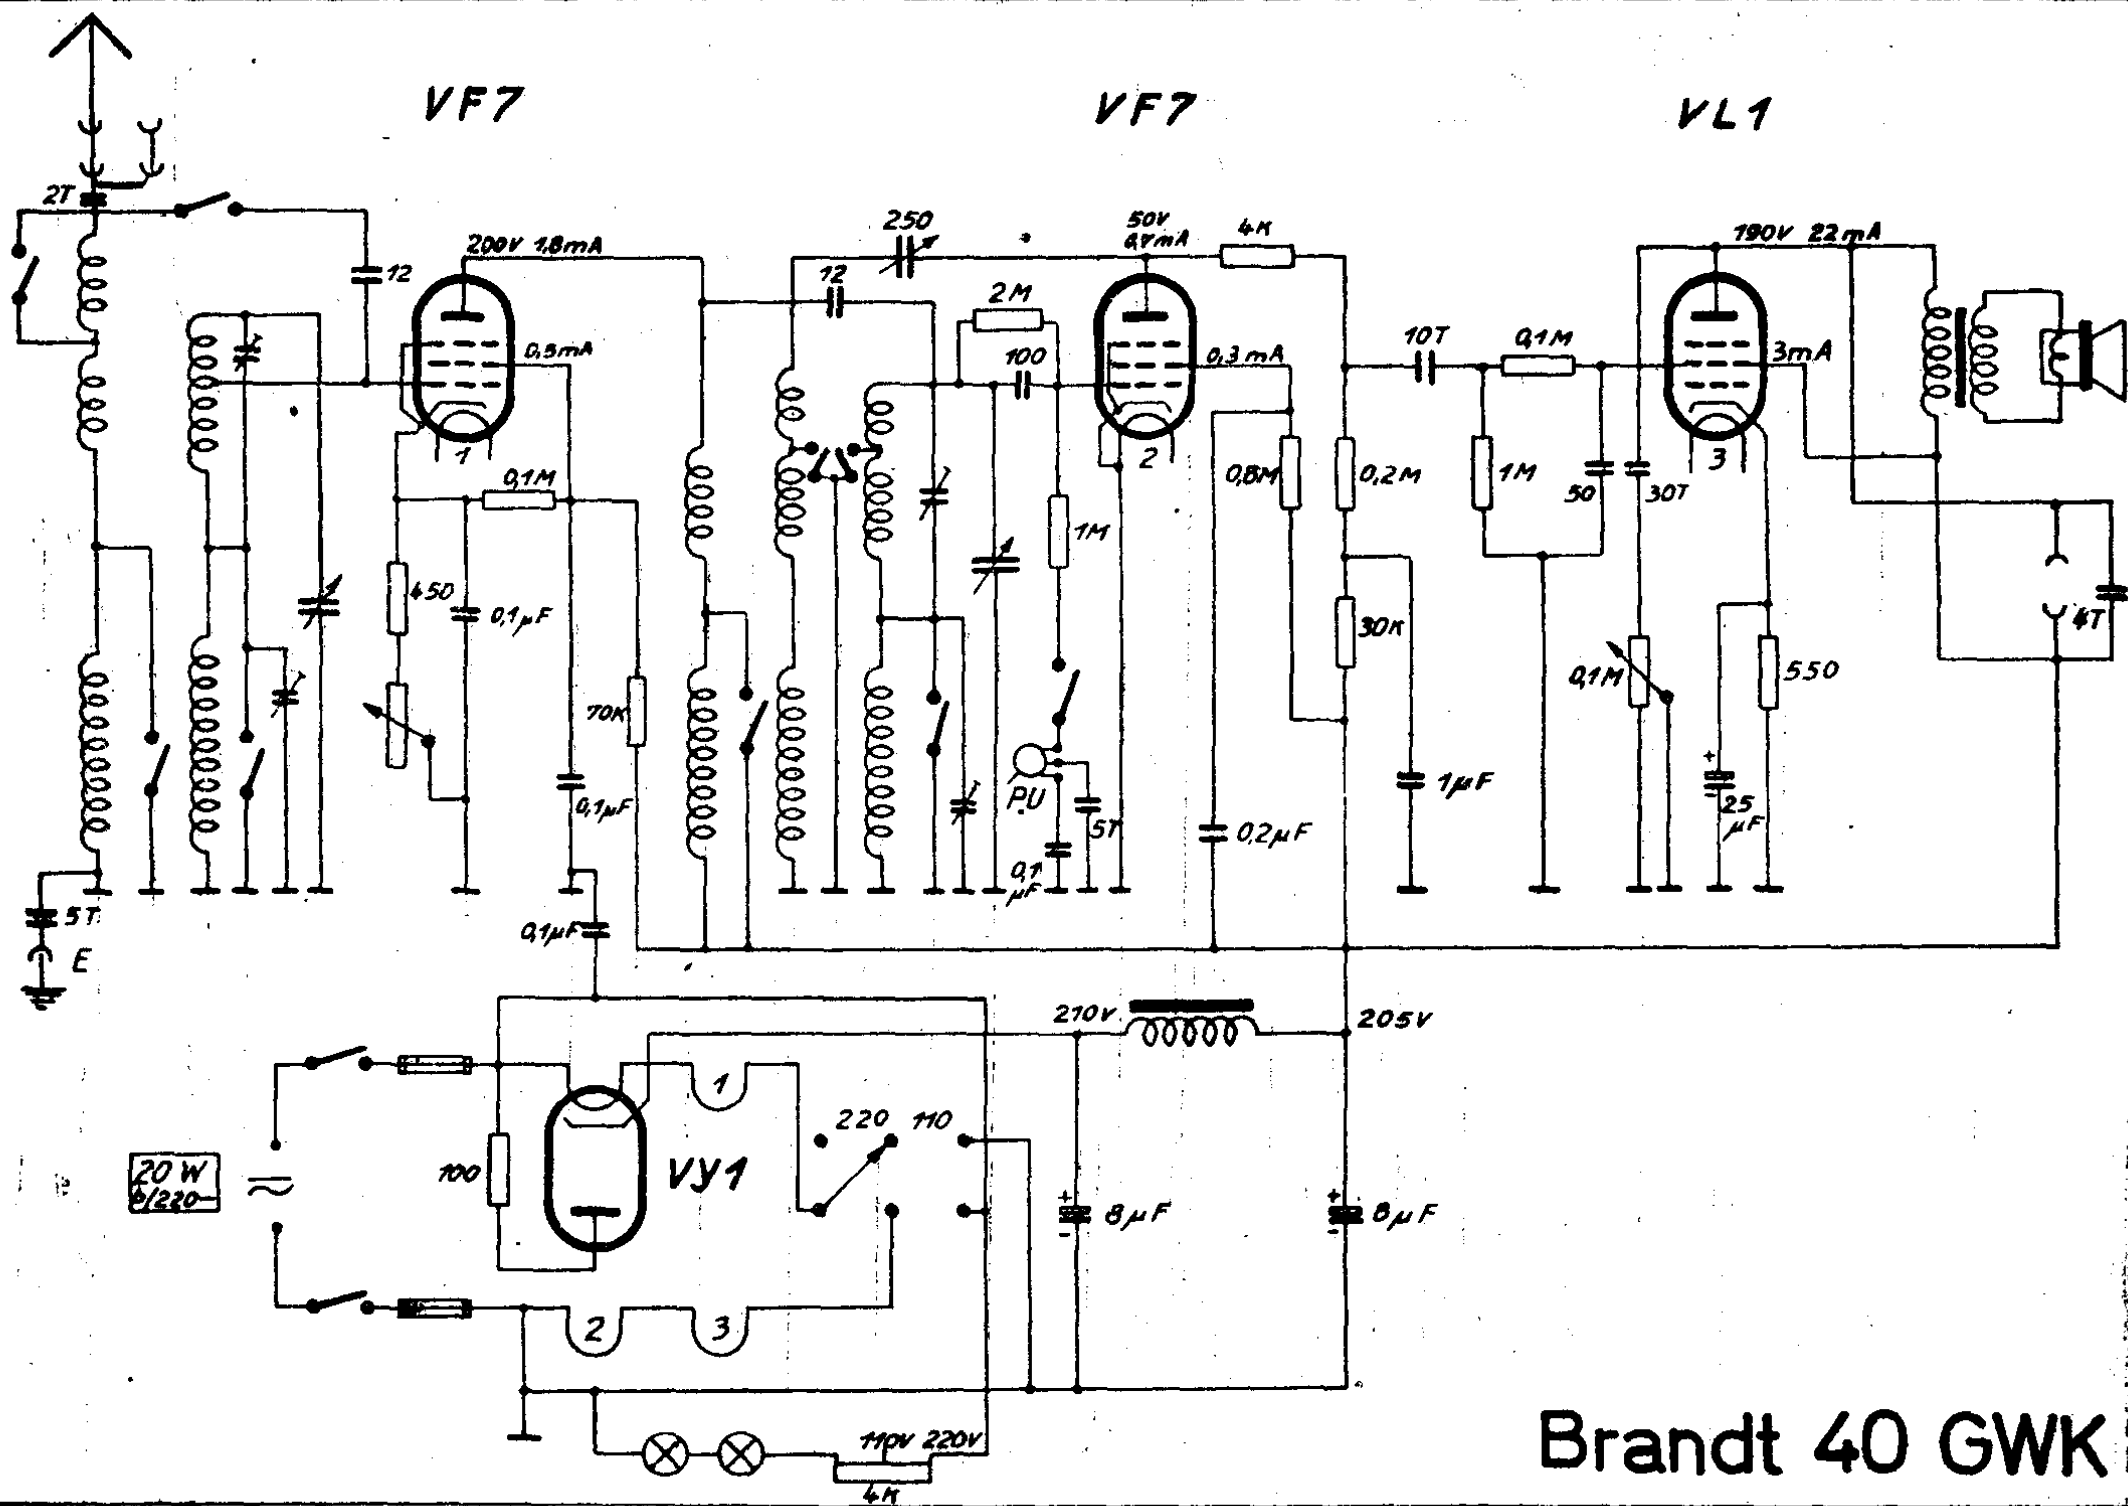 VF7
VF7
VL1
2T
12
200V 1,8mA
0,5mA
250
12
50V
4K
2M
100
0,3mA
190V 22mA
10T
0,1M
3mA
1
2
3
0,1M
450
0,1µF
1M
0,8M
0,2M
1M
50
30T
30K
4T
70K
0,1M
550
0,1µF
PU
5T
0,1
µF
0,2µF
1µF
+
-
25
µF
5T
E
0,1µF
210V
205V
1
220 110
20 W
100
VY1
+
8µF
-
+
8µF
-
2
3
110V 220V
4K
Brandt 40 GWK